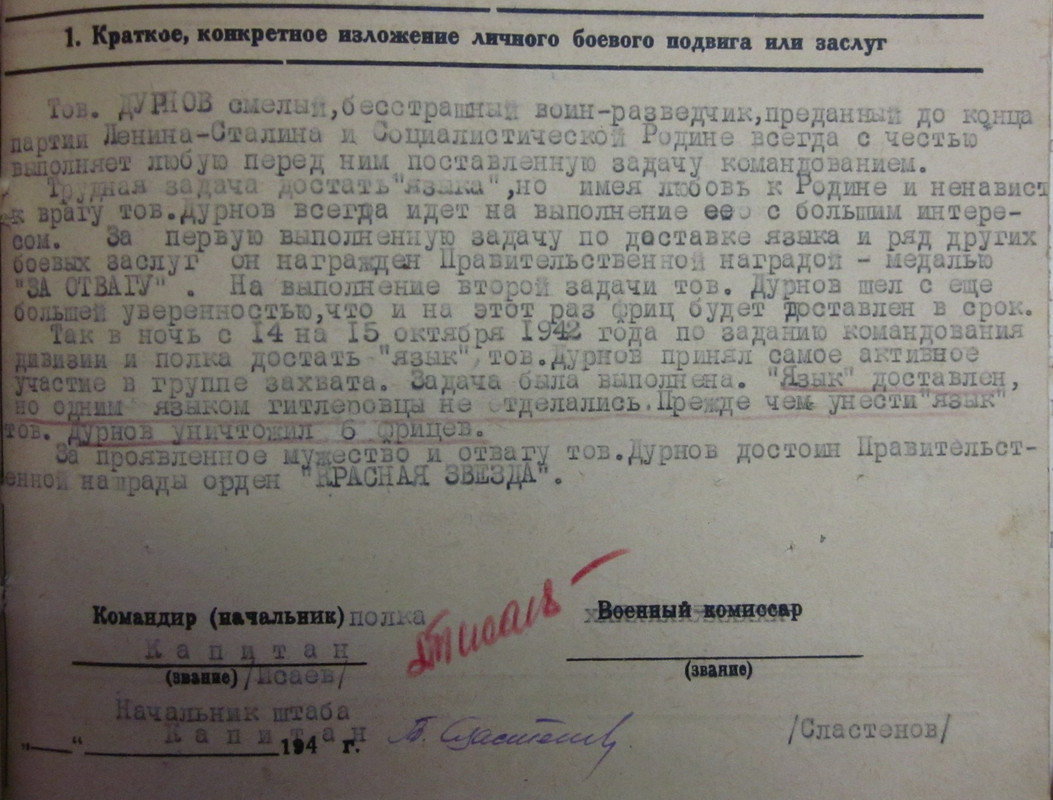 1. Краткое, конкретное изложение личного боевого подвига или заслуг
Тов. ДУРНОВ смелый,бесстрашный воин-разведчик,преданный до конца
партии Ленина-Сталина и Социалистической Родине всегда с честью
выполняет любую перед ним поставленную задачу командованием.
Трудная задача достать"языка",но имея любовь к Родине и ненавист
к врагу тов.Дурнов всегда идет на выполнение ее с большим интере-
сом. За первую выполненную задачу по доставке языка и ряд других
боевых заслуг он награжден Правительственной наградой - медалью
"ЗА ОТВАГУ" . На выполнение второй задачи тов. Дурнов шел с еще
большей уверенностью,что и на этот раз фриц будет доставлен в срок.
Так в ночь с 14 на 15 октября 1942 года по заданию командования
дивизии и полка достать "язык" тов.Дурнов принял самое активное
участие в группе захвата. Задача была выполнена. "Язык" доставлен,
но одним языком гитлеровцы не отделались.Прежде чем унести"язык",
тов. Дурнов уничтожил 6 фрицев.
За проявленное мужество и отвагу тов.Дурнов достоин Правительст-
енной награды орден "КРАСНАЯ ЗВЕЗДА".
Командир (начальник) полка Военный комиссар
Капитан
(звание) /Исаев/ (звание)
Начальник штаба
„—“ Капитан 194 г. /Сластенов/